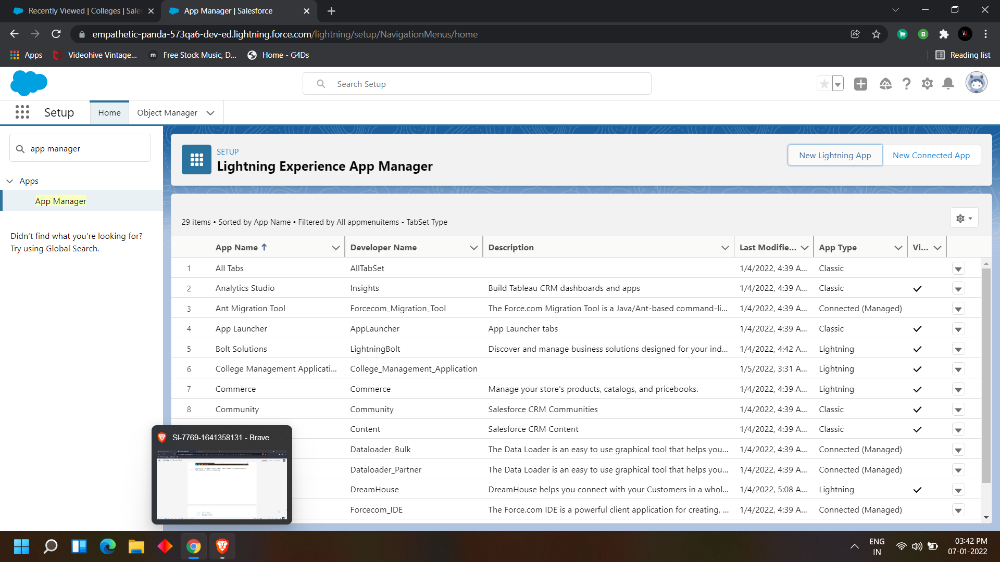 Recently Viewed | Colleges | Sale
App Manager | Salesforce
empathetic-panda-573qa6-dev-ed.lightning.force.com/lightning/setup/NavigationMenus/home
Apps
Videohive Vintage...
Free Stock Music, D...
Home - G4Ds
Reading list
Search Setup
Setup
Home
Object Manager
app manager
Apps
App Manager
Didn't find what you're looking for?
Try using Global Search.
SETUP
Lightning Experience App Manager
New Lightning App
New Connected App
29 items • Sorted by App Name • Filtered by All appmenuitems - TabSet Type
App Name Developer Name Description Last Modifie... App Type Vi...
1 All Tabs AllTabSet 1/4/2022, 4:39 A... Classic
2 Analytics Studio Insights Build Tableau CRM dashboards and apps 1/4/2022, 4:39 A... Classic
3 Ant Migration Tool Forcecom_Migration_Tool The Force.com Migration Tool is a Java/Ant-based command-li... 1/4/2022, 4:39 A... Connected (Managed)
4 App Launcher AppLauncher App Launcher tabs 1/4/2022, 4:39 A... Classic
5 Bolt Solutions LightningBolt Discover and manage business solutions designed for your ind... 1/4/2022, 4:42 A... Lightning
6 College Management Applicati... College_Management_Application 1/5/2022, 3:31 A... Lightning
7 Commerce Commerce Manage your store's products, catalogs, and pricebooks. 1/4/2022, 4:39 A... Lightning
8 Community Community Salesforce CRM Communities 1/4/2022, 4:39 A... Classic
Content Salesforce CRM Content 1/4/2022, 4:39 A... Classic
Dataloader_Bulk The Data Loader is an easy to use graphical tool that helps you... 1/4/2022, 4:39 A... Connected (Managed)
Dataloader_Partner The Data Loader is an easy to use graphical tool that helps you... 1/4/2022, 4:39 A... Connected (Managed)
DreamHouse DreamHouse helps you connect with your Customers in a whol... 1/4/2022, 5:08 A... Lightning
Forcecom_IDE The Force.com IDE is a powerful client application for creating, ... 1/4/2022, 4:39 A... Connected (Managed)
SI-7769-1641358131 - Brave
ENG
IN
03:42 PM
07-01-2022